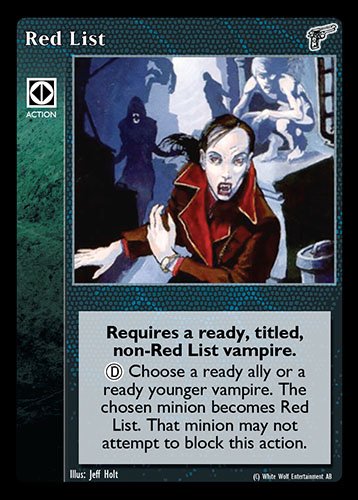 Red List
ACTION
Requires a ready, titled,
non-Red List vampire.
D Choose a ready ally or a
ready younger vampire. The
chosen minion becomes Red
List. That minion may not
attempt to block this action.
Illus: Jeff Holt (C) White Wolf Entertainment AB